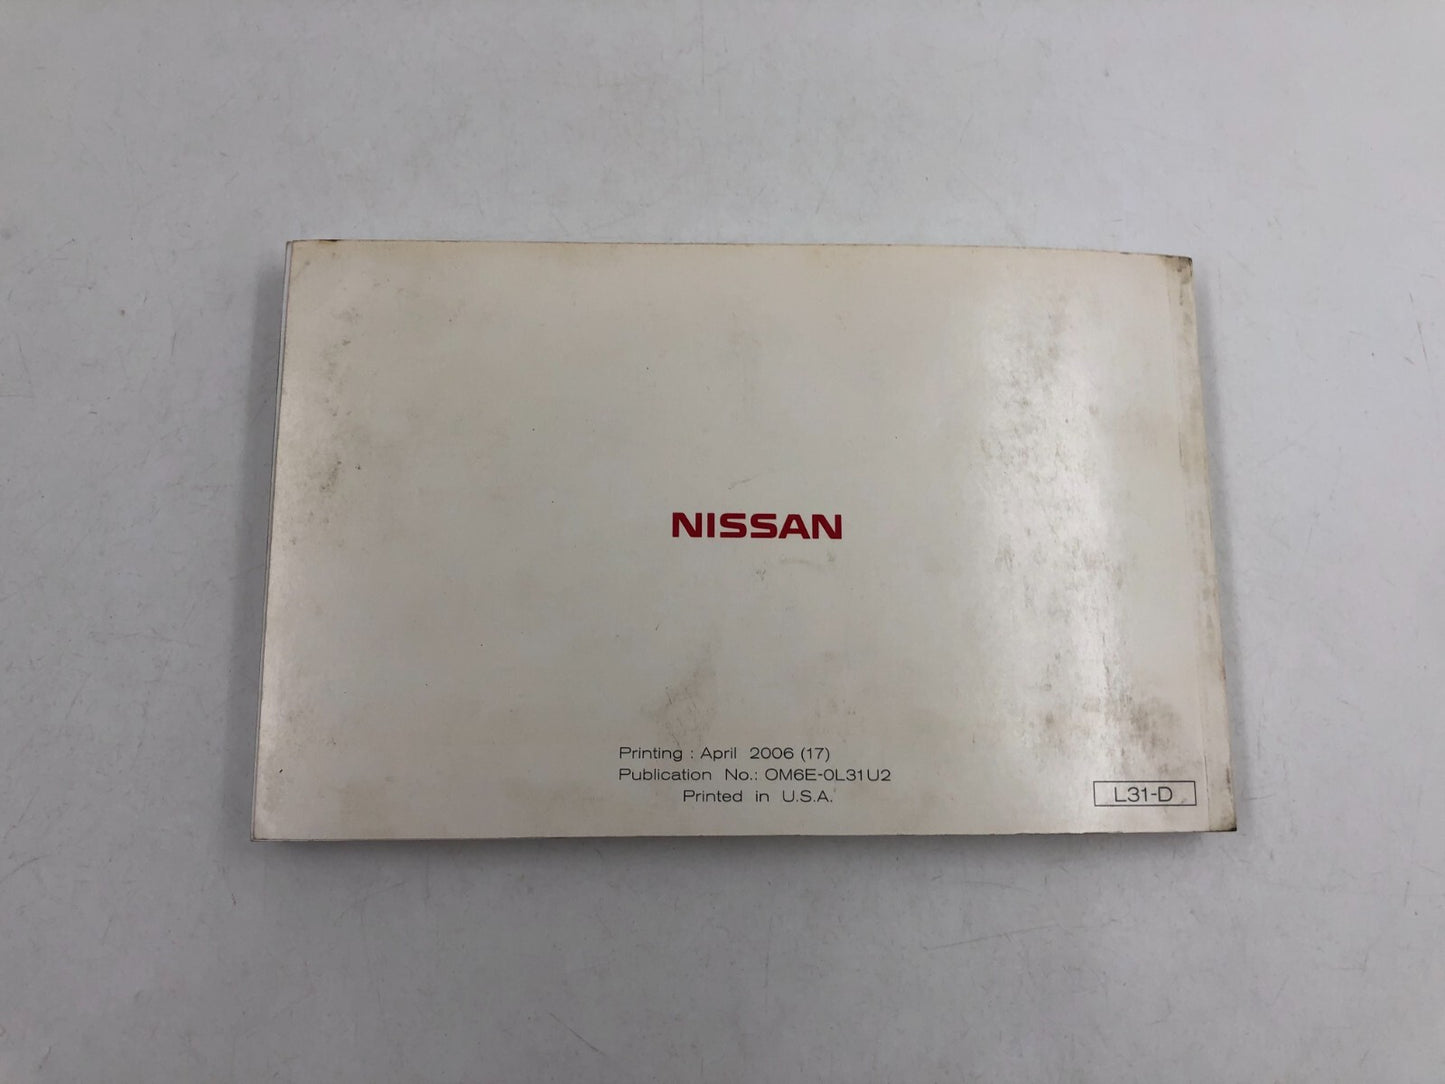 NISSAN
Printing : April 2006 (17)
Publication No.: OM6E-0L31U2
Printed in U.S.A.
L31-D